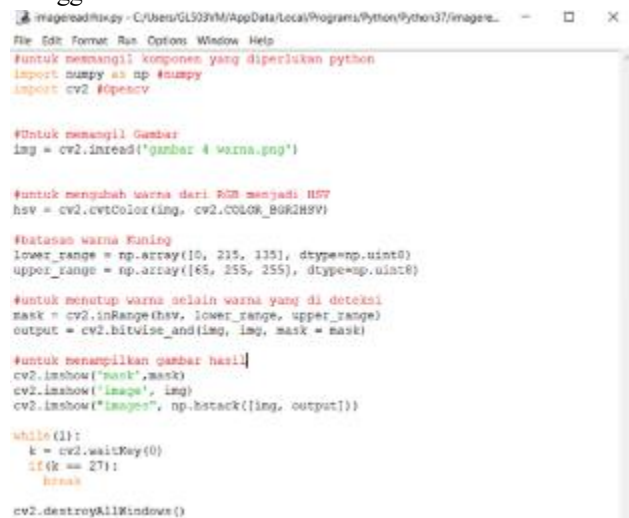 imagereadhsv.py - C:/Users/GL503VM/AppData/Local/Programs/Python/Python37/imagere...
File Edit Format Run Options Window Help
#untuk memangil komponen yang diperlukan python
import numpy as np #numpy
import cv2 #Opencv
#Untuk memangil Gambar
img = cv2.imread("gambar 4 warna.png")
#untuk mengubah warna dari RGB menjadi HSV
hsv = cv2.cvtColor(img, cv2.COLOR_BGR2HSV)
#batasan warna Kuning
lower_range = np.array([0, 215, 135], dtype=np.uint8)
upper_range = np.array([65, 255, 255], dtype=np.uint8)
#untuk menutup warna selain warna yang di deteksi
mask = cv2.inRange(hsv, lower_range, upper_range)
output = cv2.bitwise_and(img, img, mask = mask)
#untuk menampilkan gambar hasil
cv2.imshow('mask',mask)
cv2.imshow('image', img)
cv2.imshow("images", np.hstack([img, output]))
while(1):
k = cv2.waitKey(0)
if(k == 27):
break
cv2.destroyAllWindows()